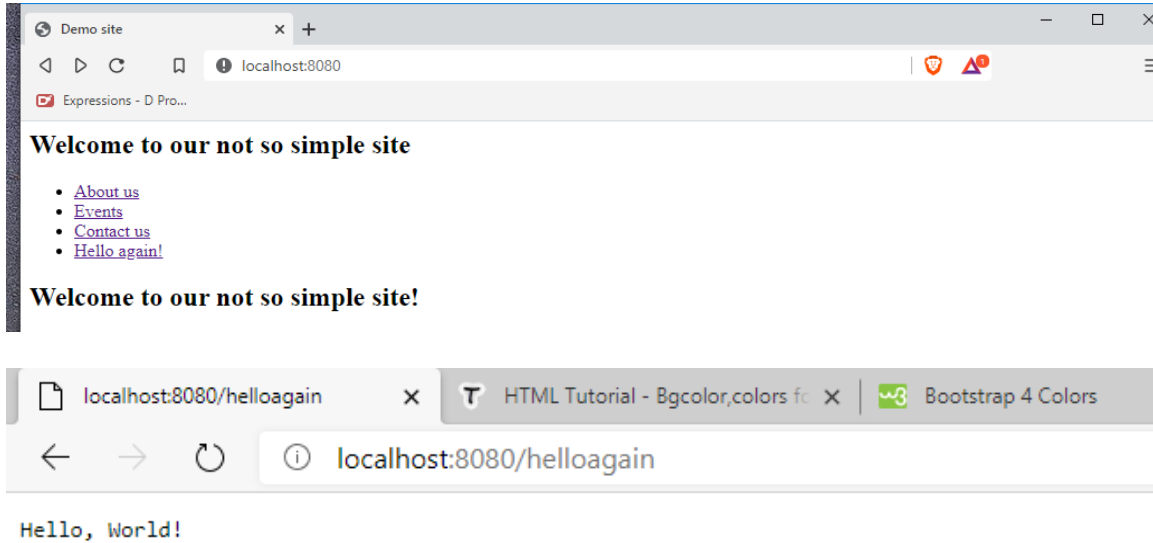 Demo site
localhost:8080
1
Expressions - D Pro...
Welcome to our not so simple site
About us
Events
Contact us
Hello again!
Welcome to our not so simple site!
localhost:8080/helloagain
HTML Tutorial - Bgcolor,colors fo
Bootstrap 4 Colors
localhost:8080/helloagain
Hello, World!